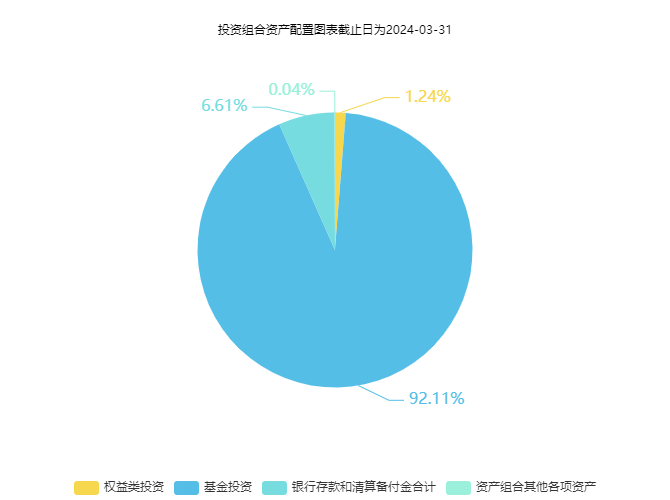 投资组合资产配置图表截止日为2024-03-31
0.04%
1.24%
6.61%
92.11%
权益类投资 基金投资 银行存款和清算备付金合计 资产组合其他各项资产